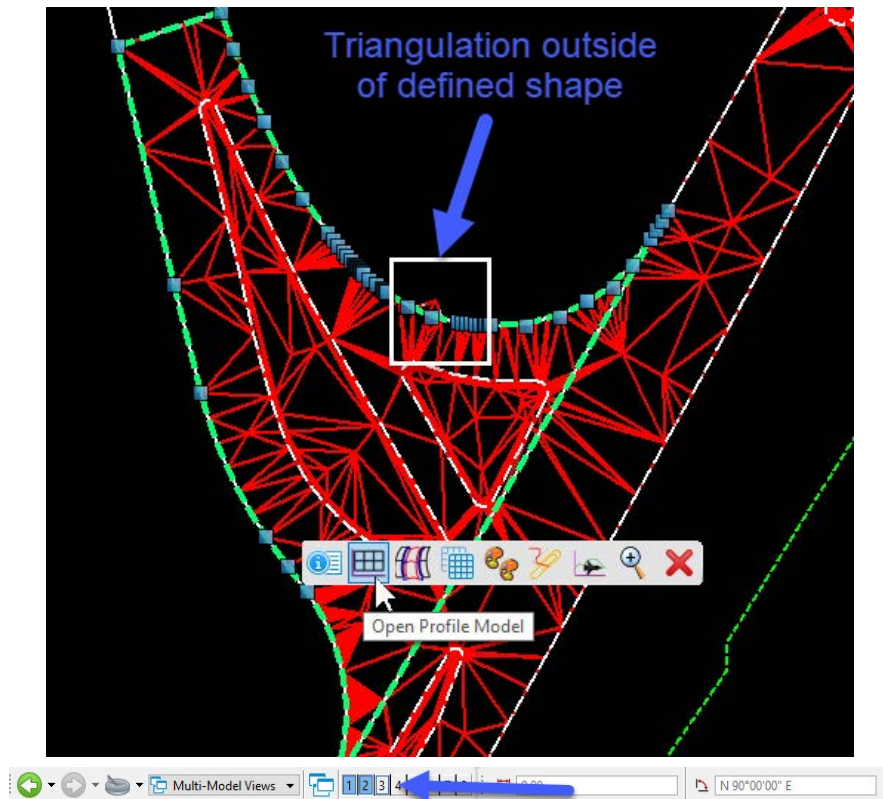 Triangulation outside
of defined shape
Open Profile Model
Multi-Model Views
1 2 3 4
N 90°00'00" E